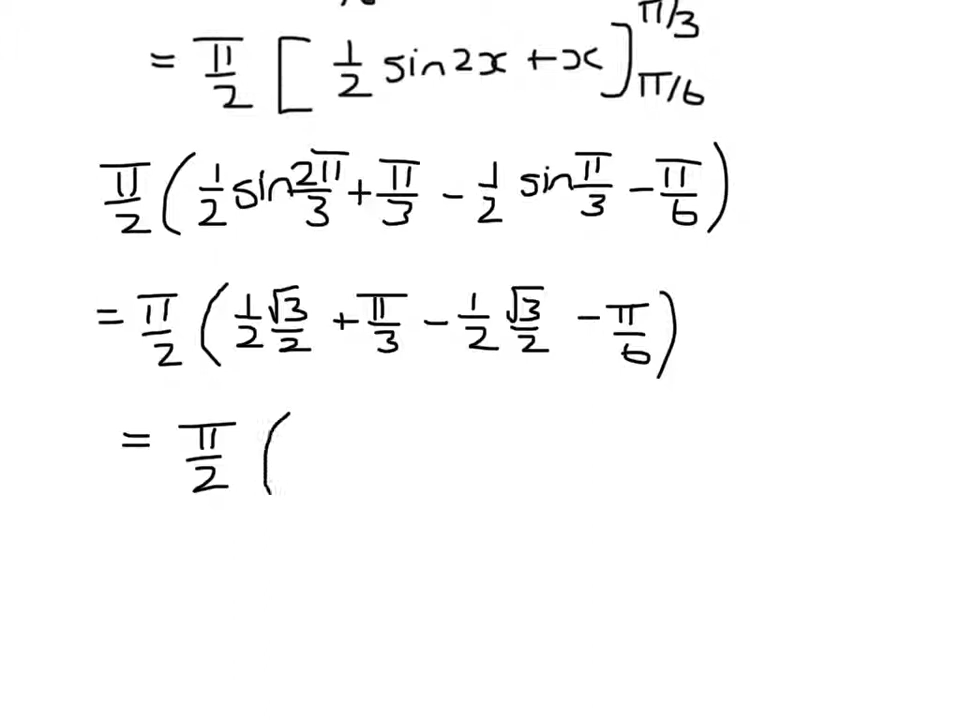 = π/2 [ 1/2 sin2x + x ]π/3 π/6
π/2 ( 1/2 sin 2π/3 + π/3 - 1/2 sin π/3 - π/6 )
= π/2 ( 1/2 √3/2 + π/3 - 1/2 √3/2 - π/6 )
= π/2 (